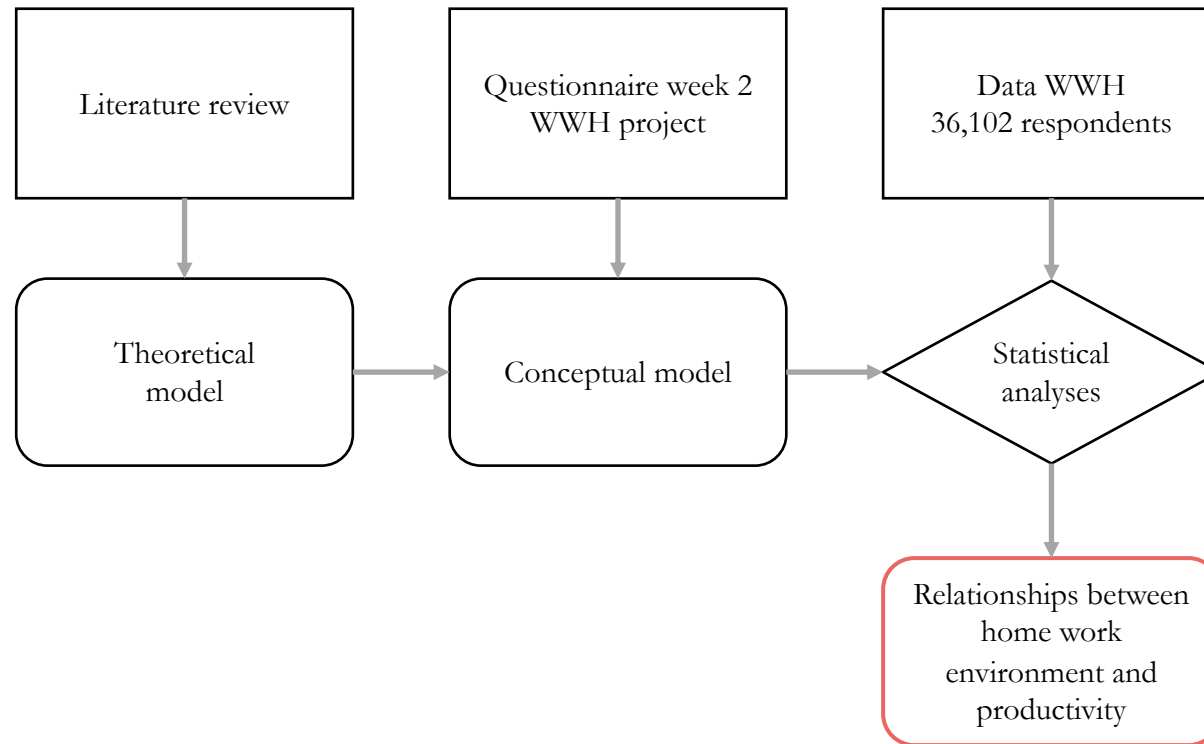 Literature review
Questionnaire week 2
WWH project
Data WWH
36,102 respondents
Theoretical
model
Conceptual model
Statistical
analyses
Relationships between
home work
environment and
productivity